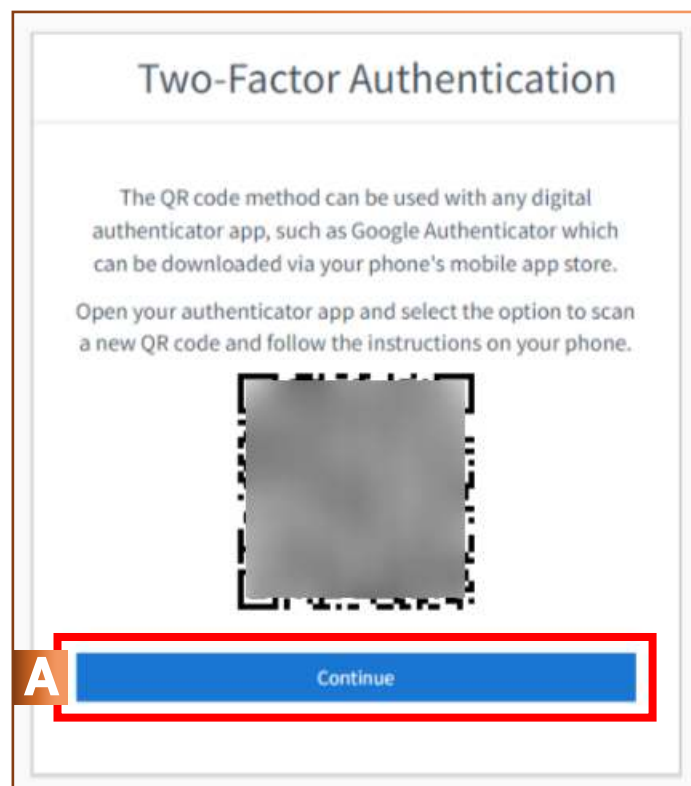 Two-Factor Authentication
The QR code method can be used with any digital
authenticator app, such as Google Authenticator which
can be downloaded via your phone's mobile app store.
Open your authenticator app and select the option to scan
a new QR code and follow the instructions on your phone.
A
Continue